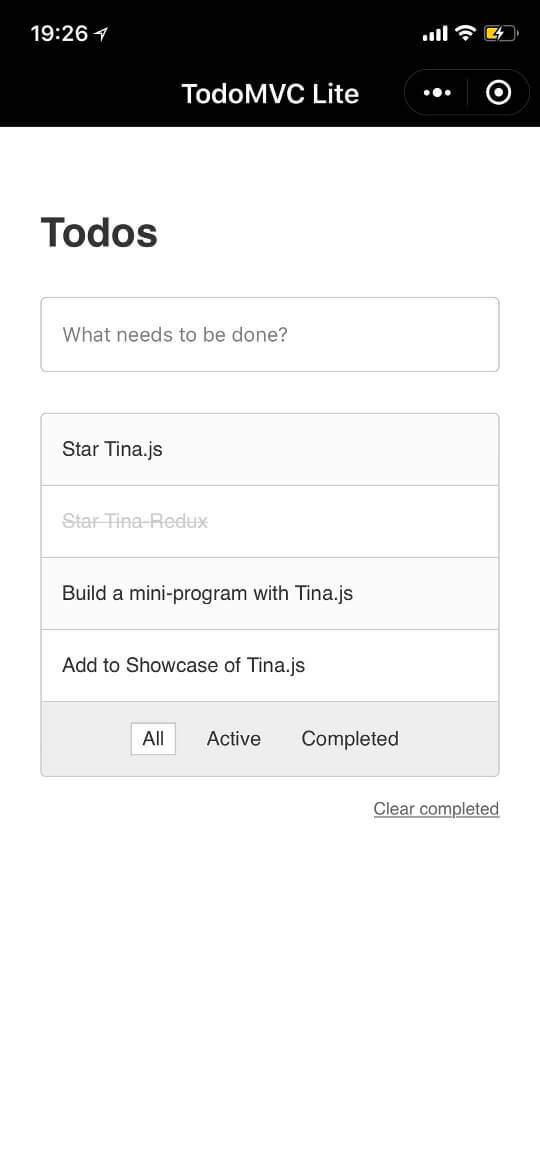 19:26
TodoMVC Lite
Todos
What needs to be done?
Star Tina.js
Star Tina-Redux
Build a mini-program with Tina.js
Add to Showcase of Tina.js
All Active Completed
Clear completed